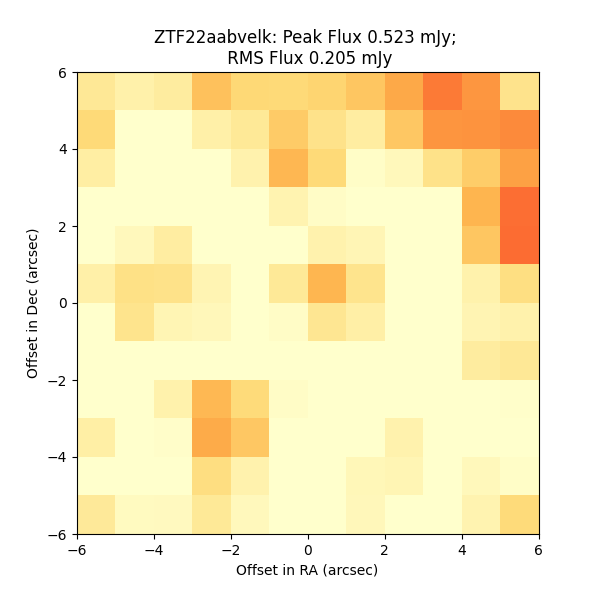 ZTF22aabvelk: Peak Flux 0.523 mJy;
RMS Flux 0.205 mJy
6
4
2
0
−2
−4
−6
Offset in Dec (arcsec)
−6 −4 −2 0 2 4 6
Offset in RA (arcsec)